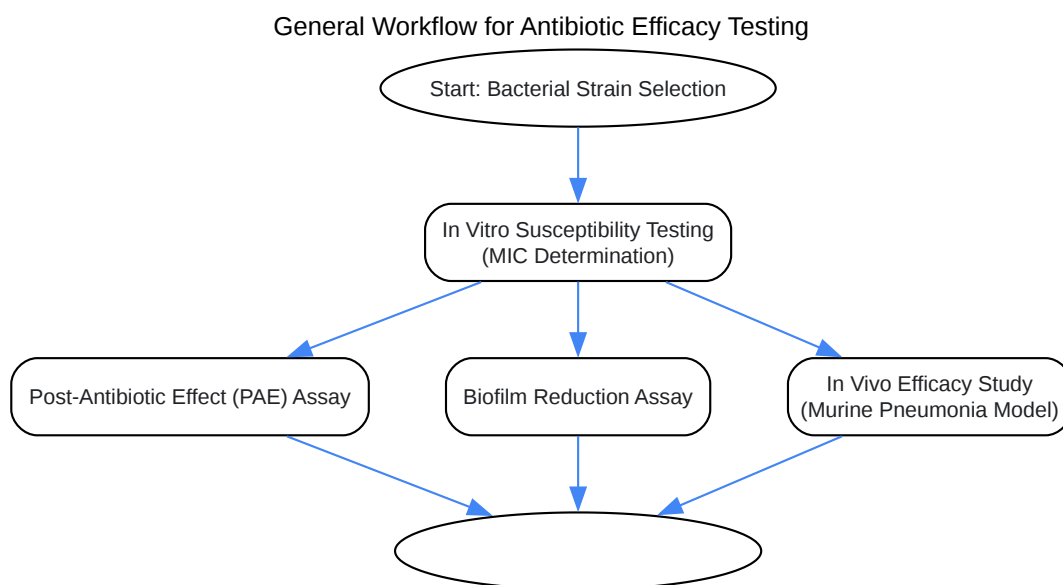 General Workflow for Antibiotic Efficacy Testing
Start: Bacterial Strain Selection
In Vitro Susceptibility Testing
(MIC Determination)
Post-Antibiotic Effect (PAE) Assay
Biofilm Reduction Assay
In Vivo Efficacy Study
(Murine Pneumonia Model)